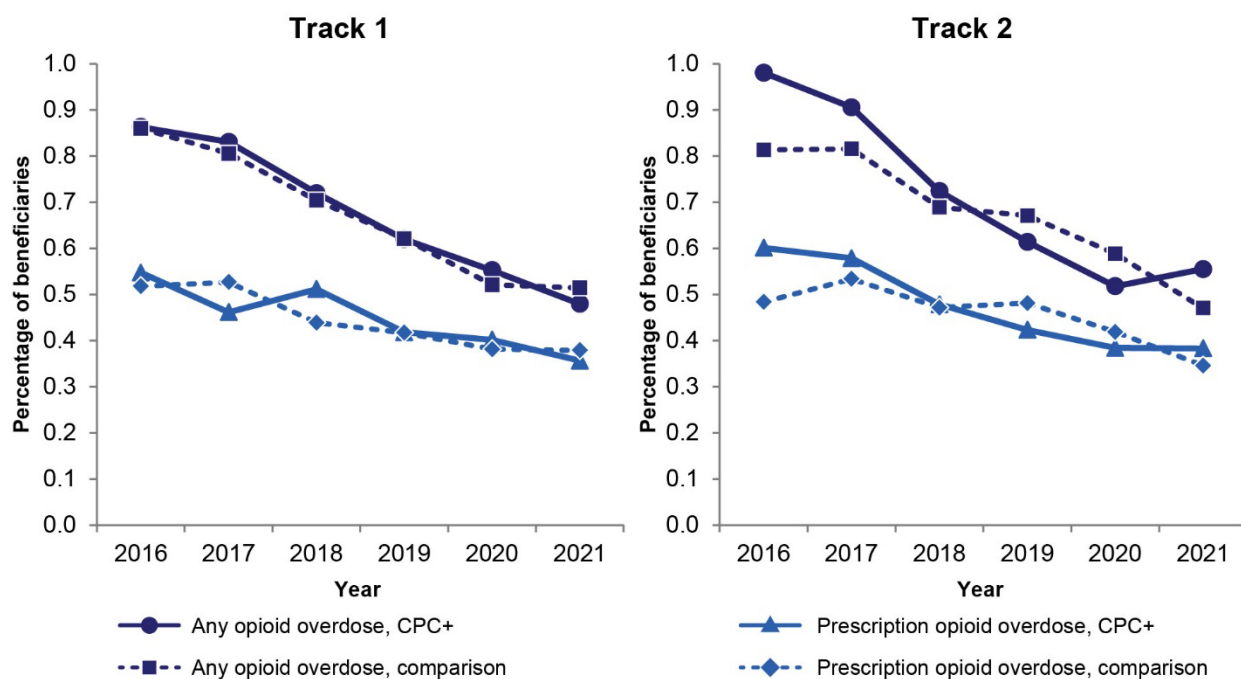 Track 1
Percentage of beneficiaries
1.0
0.9
0.8
0.7
0.6
0.5
0.4
0.3
0.2
0.1
0.0
2016 2017 2018 2019 2020 2021
Year
Track 2
Percentage of beneficiaries
1.0
0.9
0.8
0.7
0.6
0.5
0.4
0.3
0.2
0.1
0.0
2016 2017 2018 2019 2020 2021
Year
Any opioid overdose, CPC+
Any opioid overdose, comparison
Prescription opioid overdose, CPC+
Prescription opioid overdose, comparison